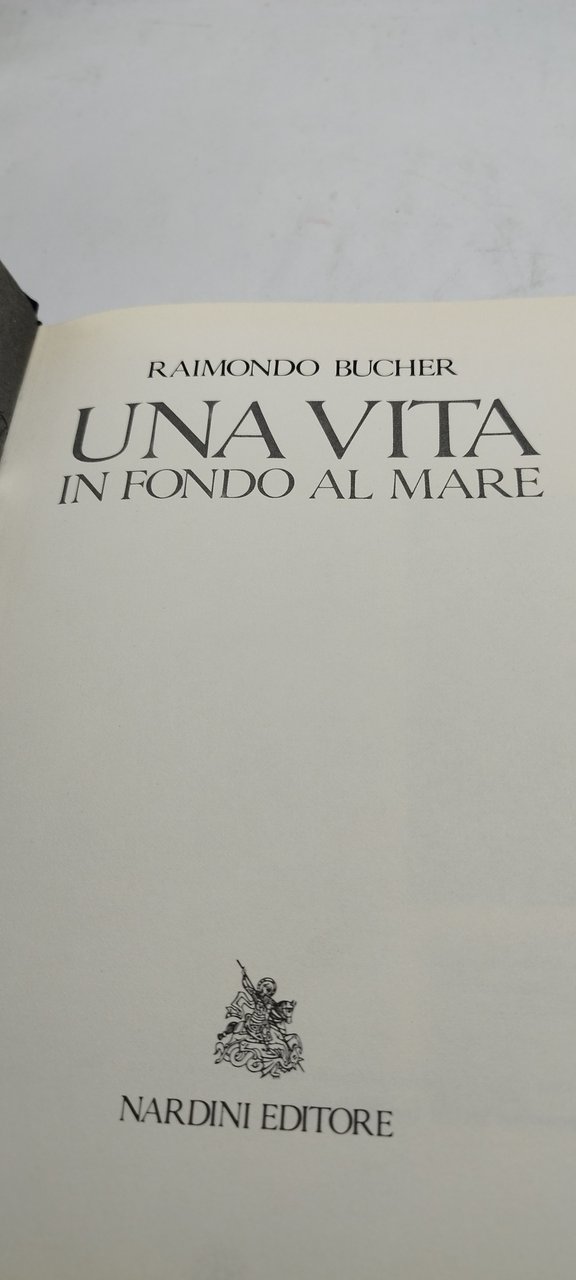 RAIMONDO BUCHER
UNA VITA
IN FONDO AL MARE
NARDINI EDITORE